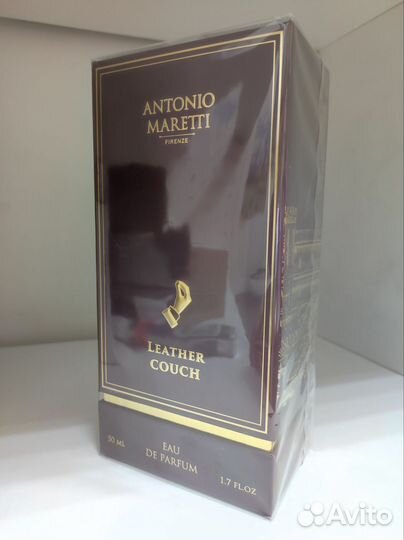 ANTONIO
MARETTI
FIRENZE
LEATHER
COUCH
EAU
DE PARFUM
50 ML
1.7 FL.OZ
Avito